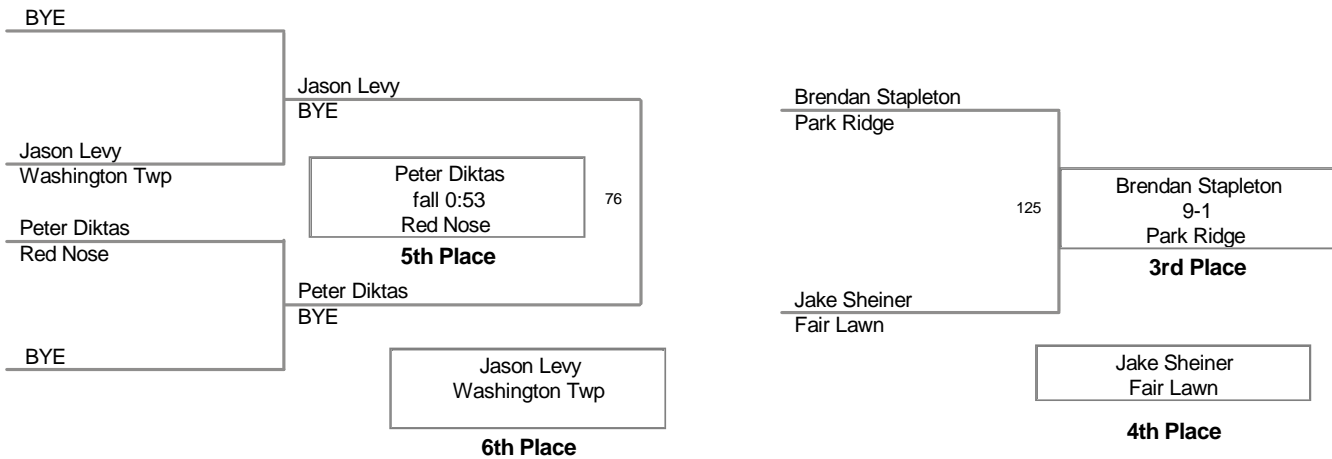 BYE
Jason Levy
BYE
Jason Levy
Washington Twp
Peter Diktas
fall 0:53
Red Nose
5th Place
76
Peter Diktas
Red Nose
Peter Diktas
BYE
BYE
Jason Levy
Washington Twp
6th Place
Brendan Stapleton
Park Ridge
125
Brendan Stapleton
9-1
Park Ridge
3rd Place
Jake Sheiner
Fair Lawn
Jake Sheiner
Fair Lawn
4th Place